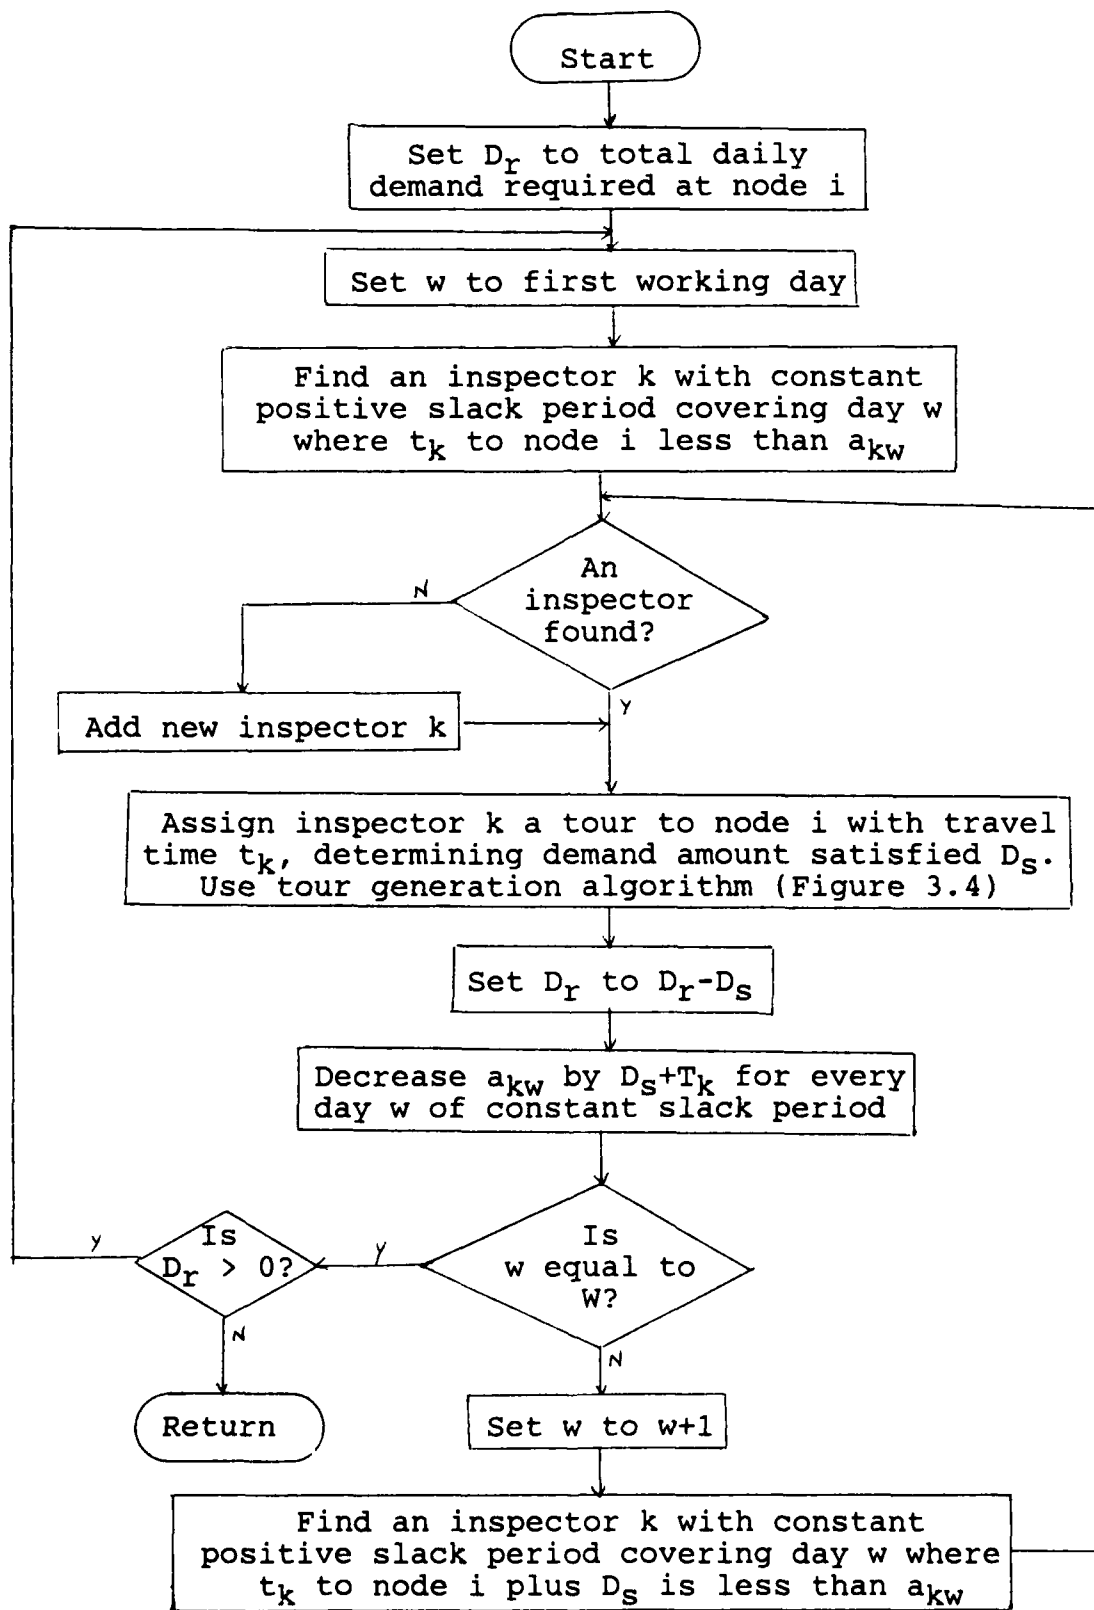 Start
Set Dr to total daily
demand required at node i
Set w to first working day
Find an inspector k with constant
positive slack period covering day w
where tk to node i less than akw
An
inspector
found?
N
Y
Add new inspector k
Assign inspector k a tour to node i with travel
time tk, determining demand amount satisfied Ds.
Use tour generation algorithm (Figure 3.4)
Set Dr to Dr-Ds
Decrease akw by Ds+Tk for every
day w of constant slack period
Is
w equal to
W?
y
Is
Dr > 0?
y
N
Return
N
Set w to w+1
Find an inspector k with constant
positive slack period covering day w where
tk to node i plus Ds is less than akw